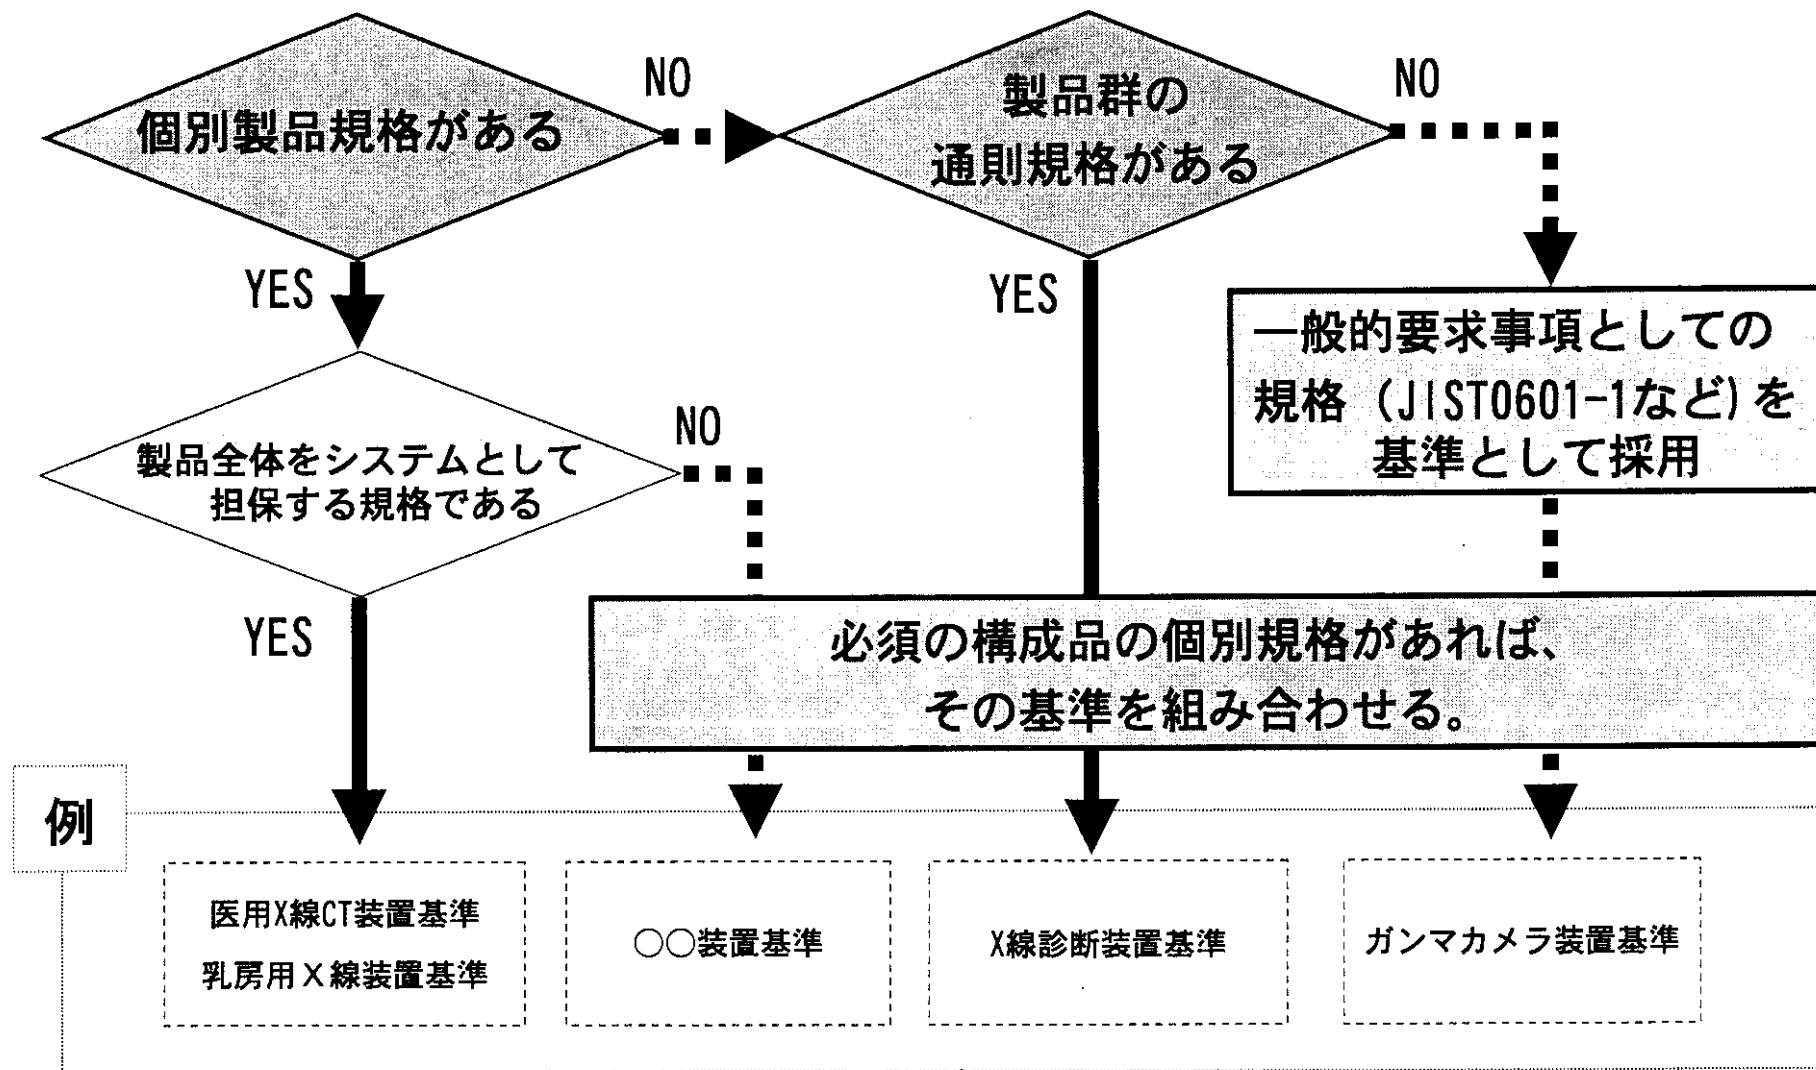 個別製品規格がある
NO
製品群の
通則規格がある
NO
YES
YES
一般的要求事項としての
規格（JIST0601-1など）を
基準として採用
製品全体をシステムとして
担保する規格である
NO
YES
必須の構成品の個別規格があれば、
その基準を組み合わせる。
例
医用X線CT装置基準
乳房用Ｘ線装置基準
○○装置基準
X線診断装置基準
ガンマカメラ装置基準